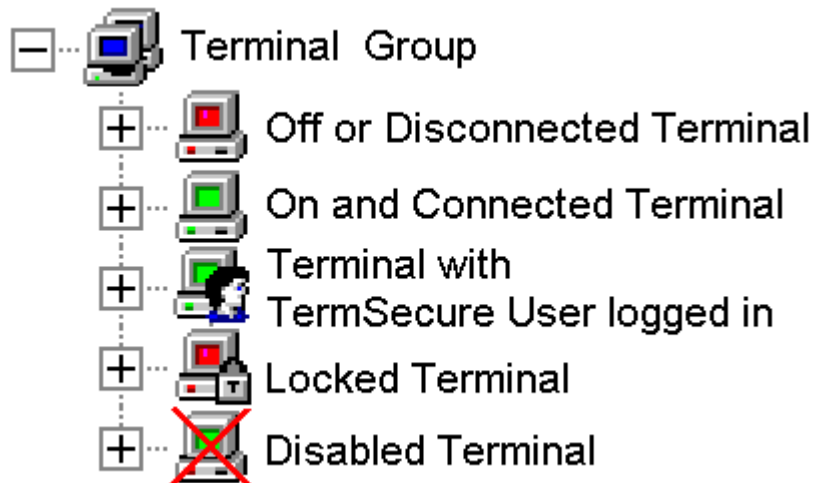 Terminal  Group
Off or Disconnected Terminal
On and Connected Terminal
Terminal with
TermSecure User logged in
Locked Terminal
Disabled Terminal